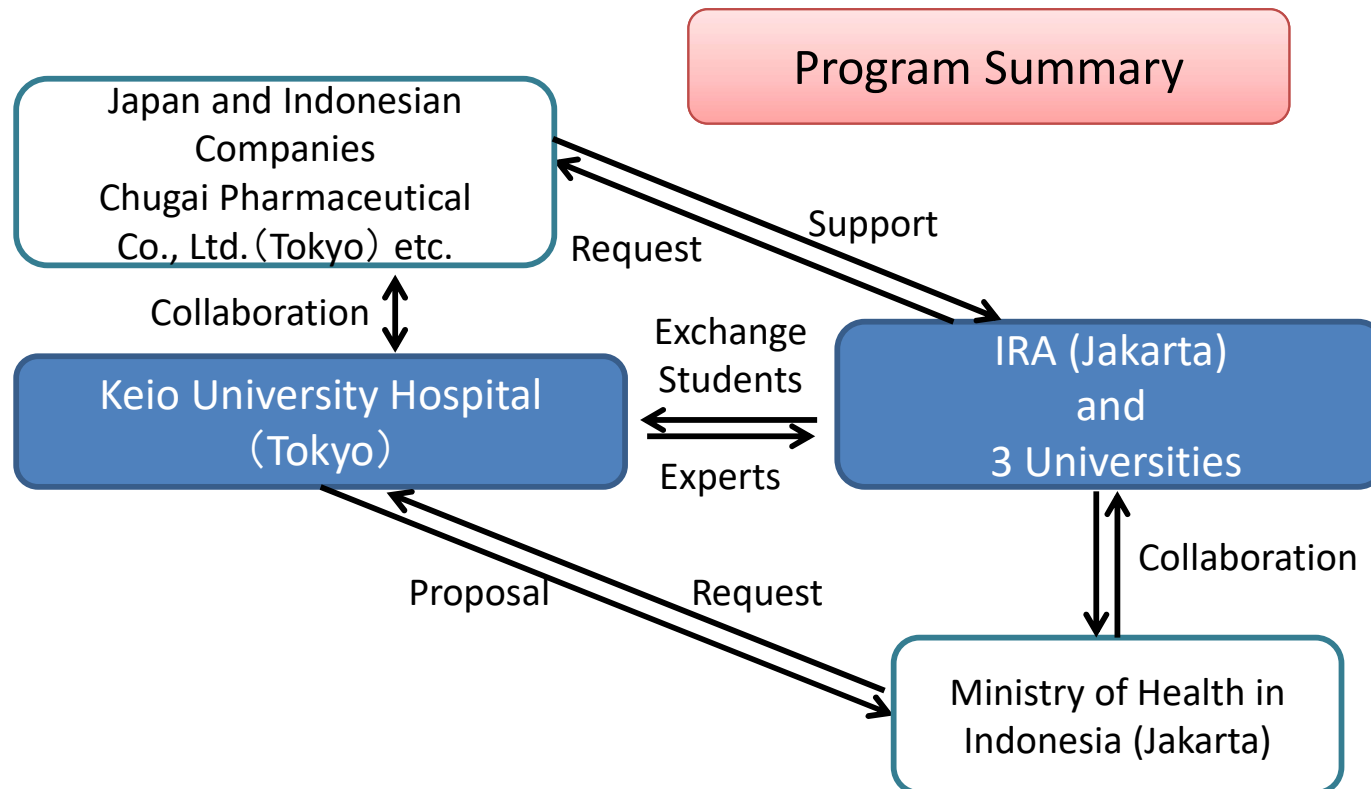 Program Summary
Japan and Indonesian
Companies
Chugai Pharmaceutical
Co., Ltd.（Tokyo） etc.
Support
Request
Collaboration
Exchange
Students
Experts
Keio University Hospital
（Tokyo）
IRA (Jakarta)
and
3 Universities
Collaboration
Proposal
Request
Ministry of Health in
Indonesia (Jakarta)